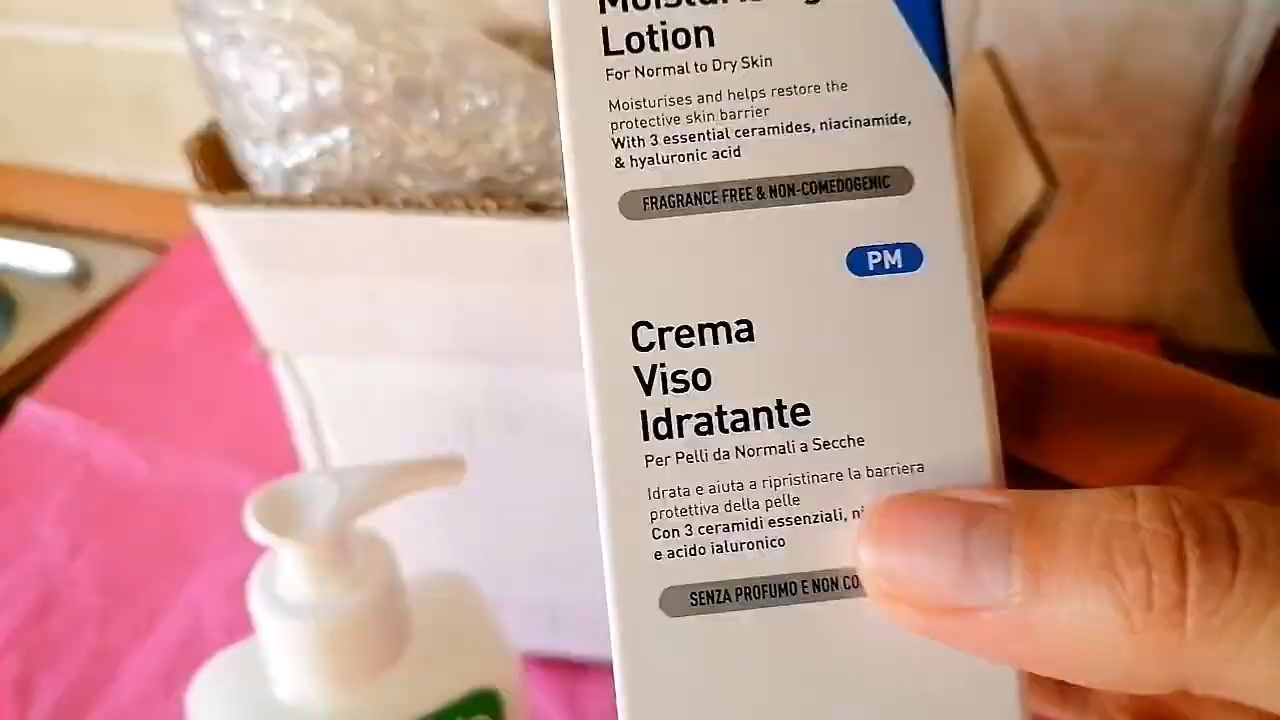 Lotion
For Normal to Dry Skin
Moisturises and helps restore the
protective skin barrier
With 3 essential ceramides, niacinamide,
& hyaluronic acid
FRAGRANCE FREE & NON-COMEDOGENIC
PM
Crema
Viso
Idratante
Per Pelli da Normali a Secche
Idrata e aiuta a ripristinare la barriera
protettiva della pelle
Con 3 ceramidi essenziali,
e acido ialuronico
SENZA PROFUMO E NON